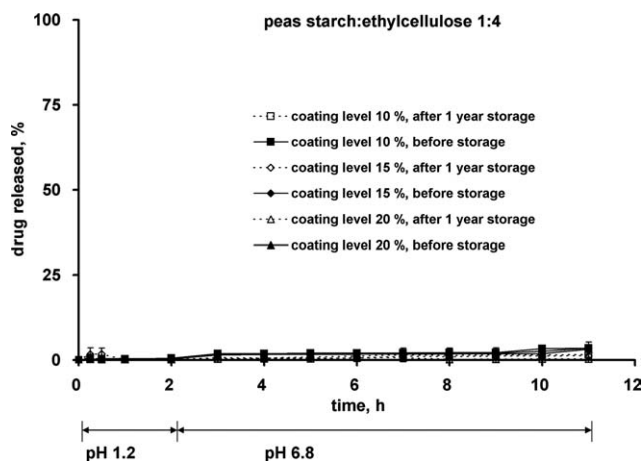 peas starch:ethylcellulose 1:4
100
75
50
25
0
drug released, %
coating level 10 %, after 1 year storage
coating level 10 %, before storage
coating level 15 %, after 1 year storage
coating level 15 %, before storage
coating level 20 %, after 1 year storage
coating level 20 %, before storage
0 2 4 6 8 10 12
time, h
pH 1.2 pH 6.8